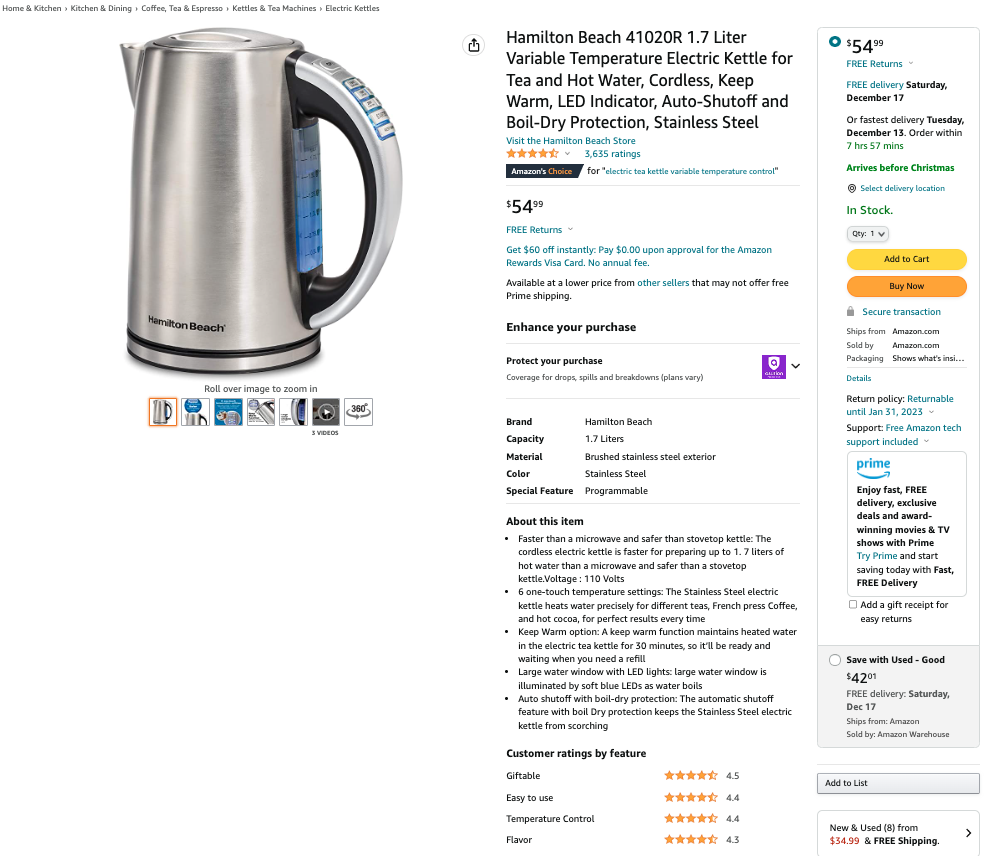 Home & Kitchen › Kitchen & Dining › Coffee, Tea & Espresso › Kettles & Tea Machines › Electric Kettles
Hamilton Beach
Roll over image to zoom in
360°
3 VIDEOS
Hamilton Beach 41020R 1.7 Liter
Variable Temperature Electric Kettle for
Tea and Hot Water, Cordless, Keep
Warm, LED Indicator, Auto-Shutoff and
Boil-Dry Protection, Stainless Steel
Visit the Hamilton Beach Store
3,635 ratings
Amazon's Choice for "electric tea kettle variable temperature control"
$54 99
FREE Returns
Get $60 off instantly: Pay $0.00 upon approval for the Amazon
Rewards Visa Card. No annual fee.
Available at a lower price from other sellers that may not offer free
Prime shipping.
Enhance your purchase
Protect your purchase
Coverage for drops, spills and breakdowns (plans vary)
Brand Hamilton Beach
Capacity 1.7 Liters
Material Brushed stainless steel exterior
Color Stainless Steel
Special Feature Programmable
About this item
• Faster than a microwave and safer than stovetop kettle: The
cordless electric kettle is faster for preparing up to 1. 7 liters of
hot water than a microwave and safer than a stovetop
kettle.Voltage : 110 Volts
• 6 one-touch temperature settings: The Stainless Steel electric
kettle heats water precisely for different teas, French press Coffee,
and hot cocoa, for perfect results every time
• Keep Warm option: A keep warm function maintains heated water
in the electric tea kettle for 30 minutes, so it'll be ready and
waiting when you need a refill
• Large water window with LED lights: large water window is
illuminated by soft blue LEDs as water boils
• Auto shutoff with boil-dry protection: The automatic shutoff
feature with boil Dry protection keeps the Stainless Steel electric
kettle from scorching
Customer ratings by feature
Giftable 4.5
Easy to use 4.4
Temperature Control 4.4
Flavor 4.3
$54 99
FREE Returns
FREE delivery Saturday,
December 17
Or fastest delivery Tuesday,
December 13. Order within
7 hrs 57 mins
Arrives before Christmas
Select delivery location
In Stock.
Qty: 1
Add to Cart
Buy Now
Secure transaction
Ships from Amazon.com
Sold by Amazon.com
Packaging Shows what's insi...
Details
Return policy: Returnable
until Jan 31, 2023
Support: Free Amazon tech
support included
prime
Enjoy fast, FREE
delivery, exclusive
deals and award-
winning movies & TV
shows with Prime
Try Prime and start
saving today with Fast,
FREE Delivery
Add a gift receipt for
easy returns
Save with Used - Good
$42 01
FREE delivery: Saturday,
Dec 17
Ships from: Amazon
Sold by: Amazon Warehouse
Add to List
New & Used (8) from
$34.99 & FREE Shipping.